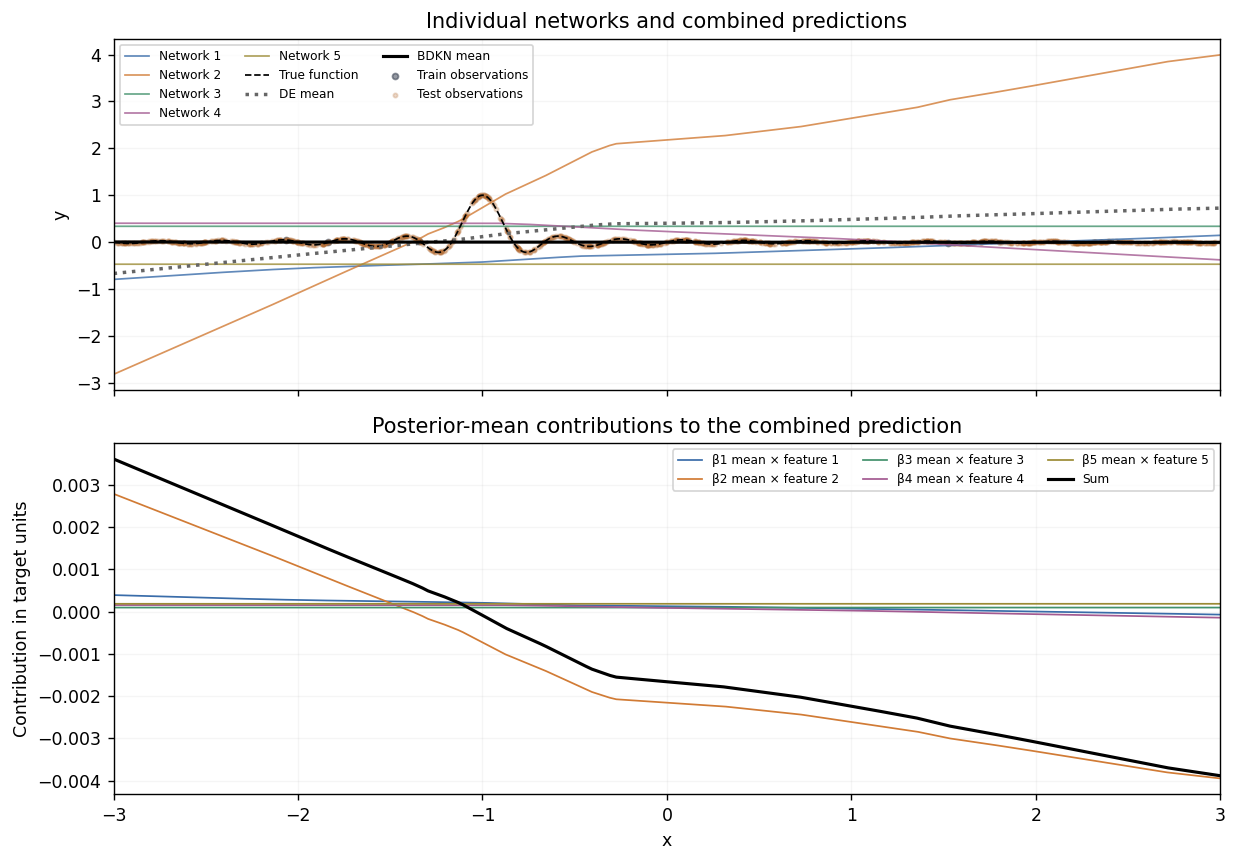 Individual networks and combined predictions
4
3
2
1
0
−1
−2
−3
y
Network 1
Network 2
Network 3
Network 4
Network 5
True function
DE mean
BDKN mean
Train observations
Test observations
Posterior-mean contributions to the combined prediction
0.003
0.002
0.001
0.000
−0.001
−0.002
−0.003
−0.004
Contribution in target units
β1 mean × feature 1
β2 mean × feature 2
β3 mean × feature 3
β4 mean × feature 4
β5 mean × feature 5
Sum
−3
−2
−1
0
1
2
3
x